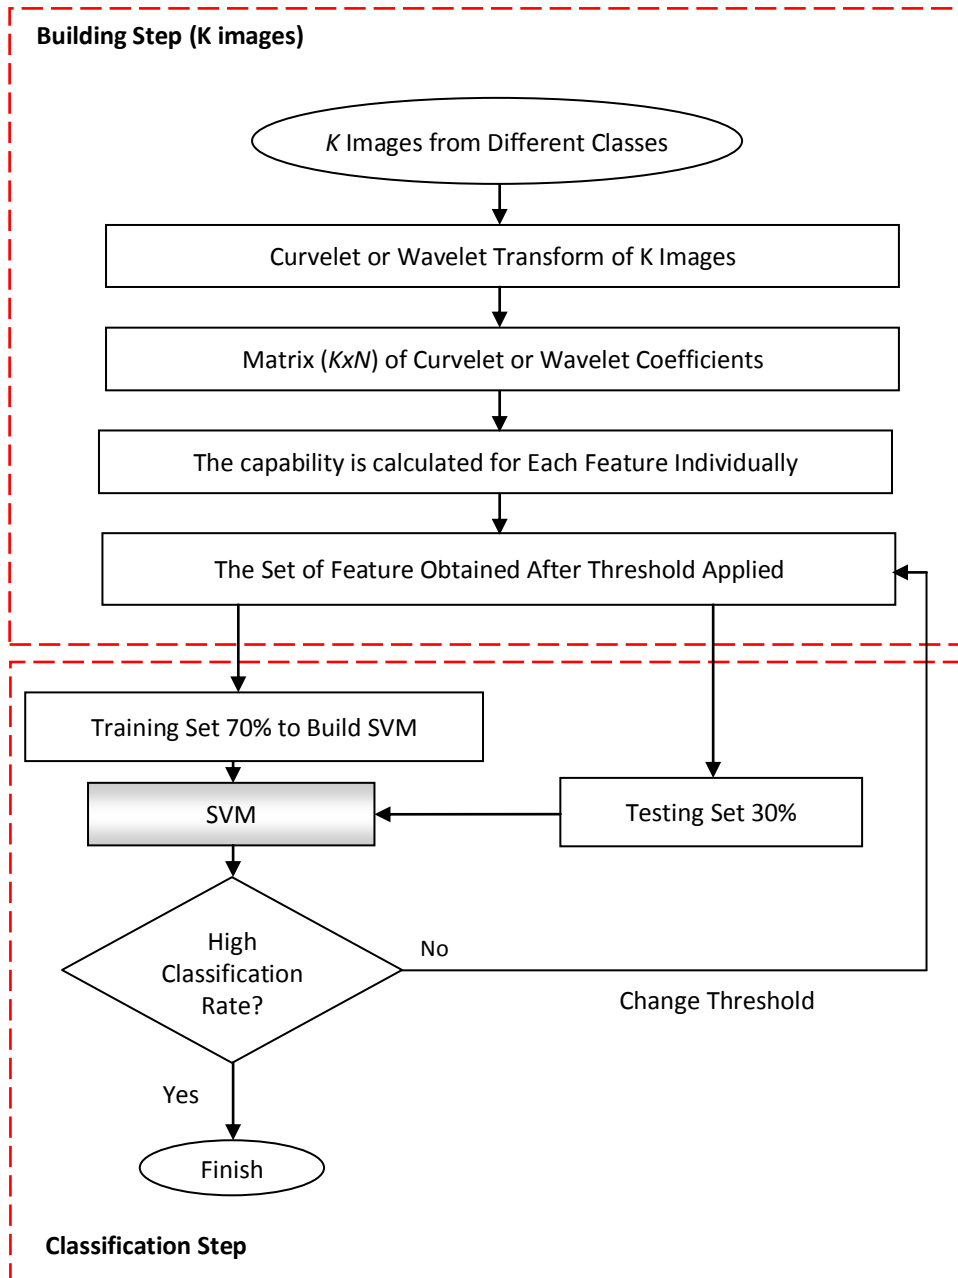 Building Step (K images)
K Images from Different Classes
Curvelet or Wavelet Transform of K Images
Matrix (KxN) of Curvelet or Wavelet Coefficients
The capability is calculated for Each Feature Individually
The Set of Feature Obtained After Threshold Applied
Training Set 70% to Build SVM
SVM
Testing Set 30%
High
Classification
Rate?
No
Change Threshold
Yes
Finish
Classification Step